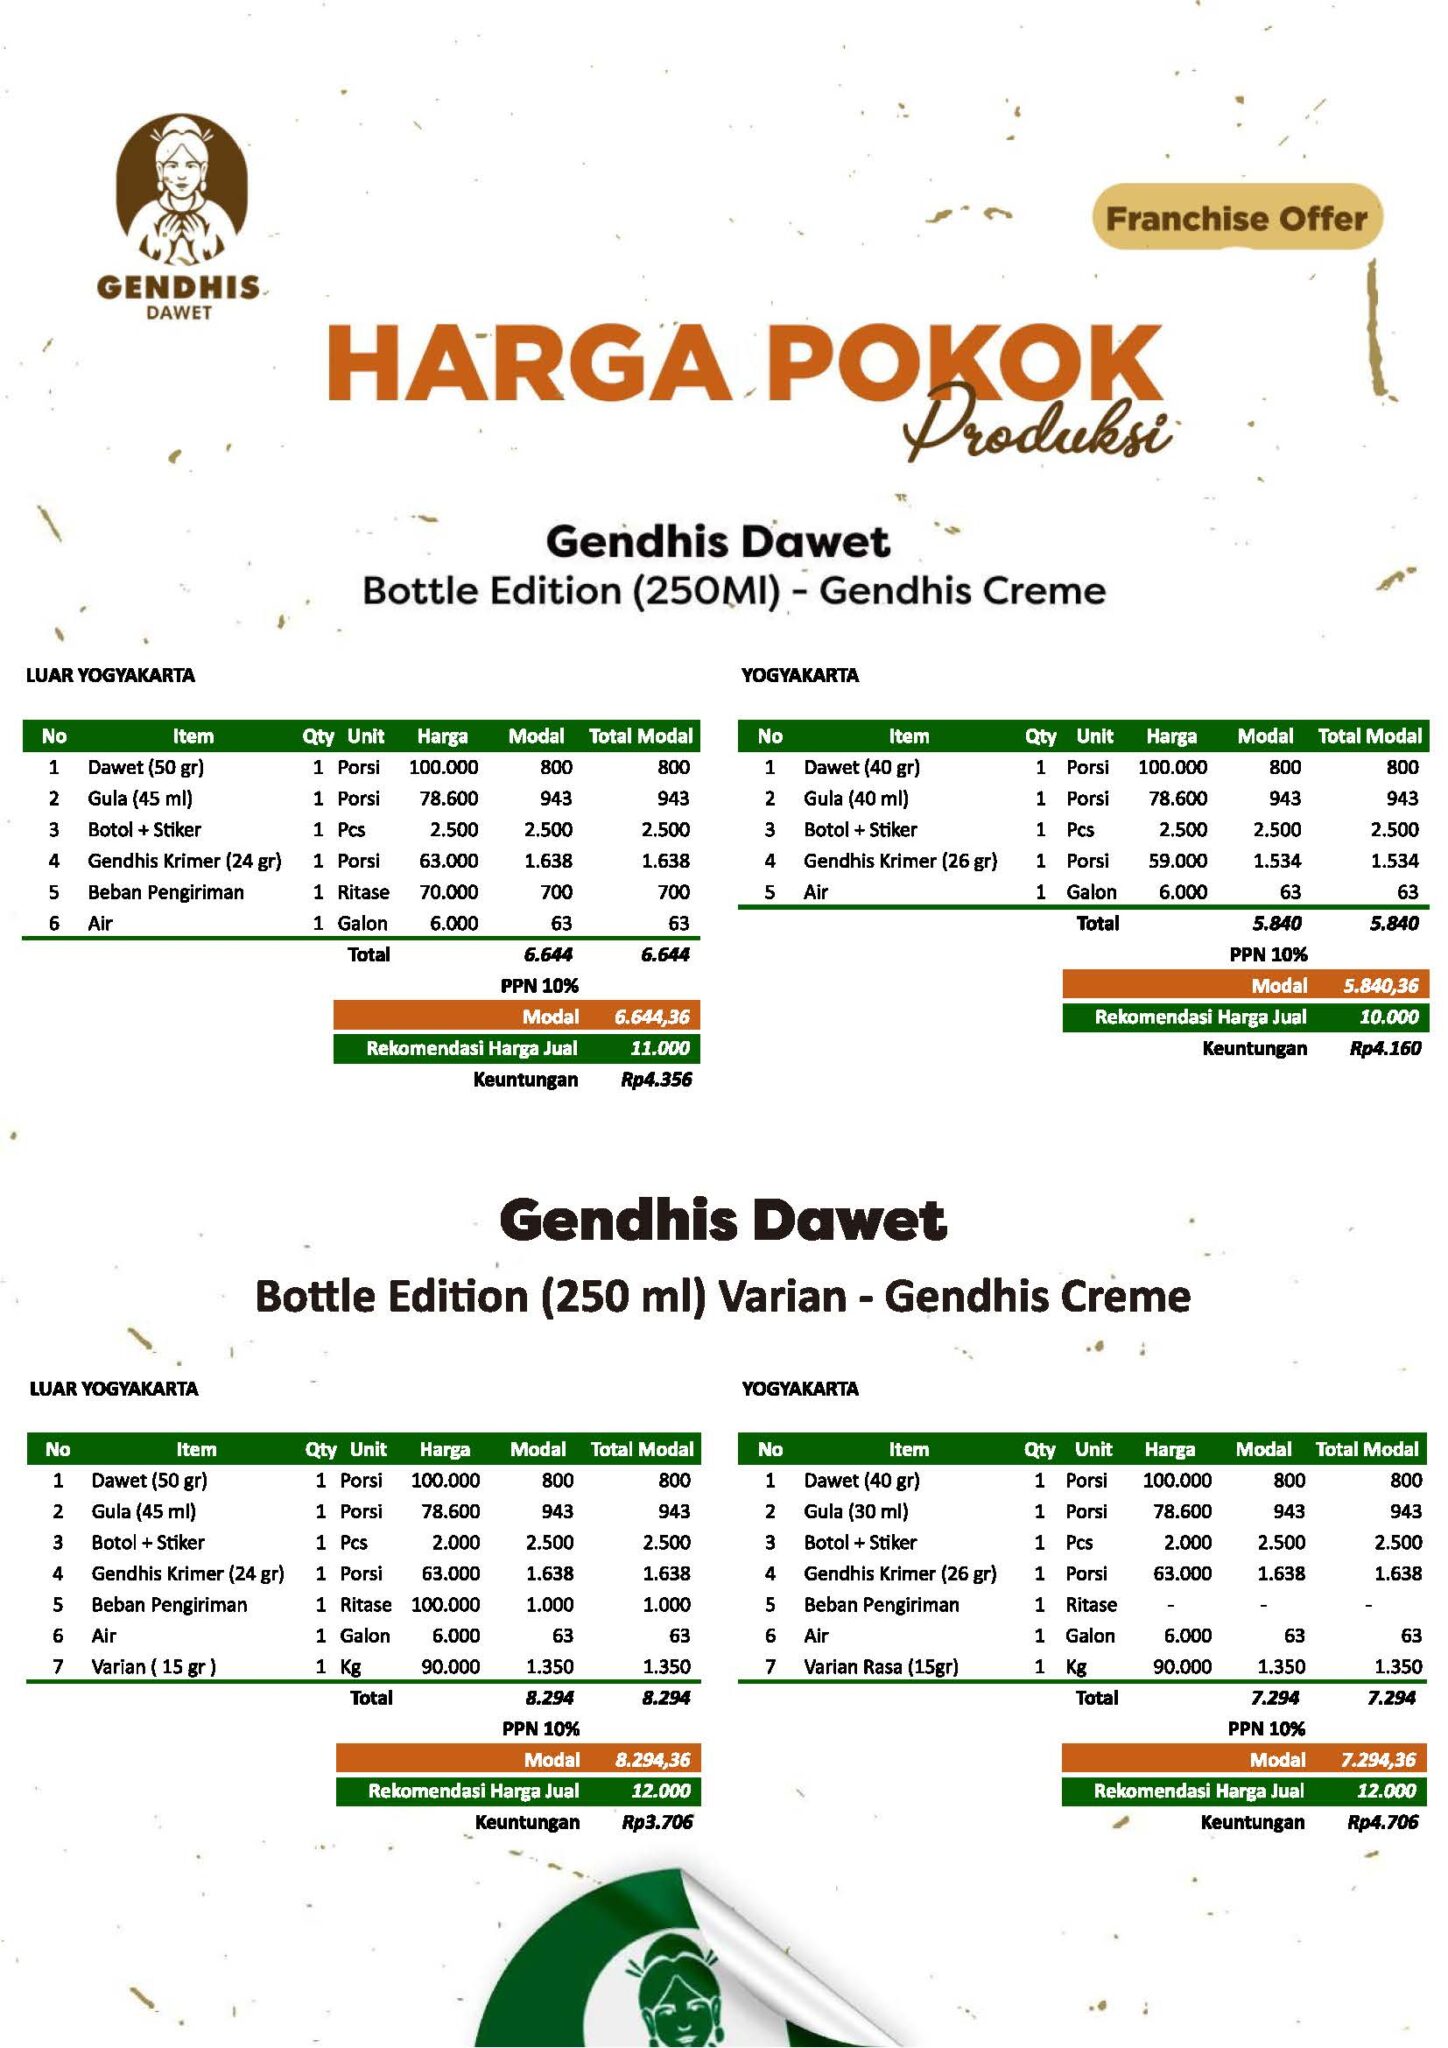 GENDHIS
DAWET
Franchise Offer
HARGA POKOK
Produksi
Gendhis Dawet
Bottle Edition (250Ml) - Gendhis Creme
LUAR YOGYAKARTA
No Item Qty Unit Harga Modal Total Modal
1 Dawet (50 gr) 1 Porsi 100.000 800 800
2 Gula (45 ml) 1 Porsi 78.600 943 943
3 Botol + Stiker 1 Pcs 2.500 2.500 2.500
4 Gendhis Krimer (24 gr) 1 Porsi 63.000 1.638 1.638
5 Beban Pengiriman 1 Ritase 70.000 700 700
6 Air 1 Galon 6.000 63 63
Total 6.644 6.644
PPN 10%
Modal 6.644,36
Rekomendasi Harga Jual 11.000
Keuntungan Rp4.356
YOGYAKARTA
No Item Qty Unit Harga Modal Total Modal
1 Dawet (40 gr) 1 Porsi 100.000 800 800
2 Gula (40 ml) 1 Porsi 78.600 943 943
3 Botol + Stiker 1 Pcs 2.500 2.500 2.500
4 Gendhis Krimer (26 gr) 1 Porsi 59.000 1.534 1.534
5 Air 1 Galon 6.000 63 63
Total 5.840 5.840
PPN 10%
Modal 5.840,36
Rekomendasi Harga Jual 10.000
Keuntungan Rp4.160
Gendhis Dawet
Bottle Edition (250 ml) Varian - Gendhis Creme
LUAR YOGYAKARTA
No Item Qty Unit Harga Modal Total Modal
1 Dawet (50 gr) 1 Porsi 100.000 800 800
2 Gula (45 ml) 1 Porsi 78.600 943 943
3 Botol + Stiker 1 Pcs 2.000 2.500 2.500
4 Gendhis Krimer (24 gr) 1 Porsi 63.000 1.638 1.638
5 Beban Pengiriman 1 Ritase 100.000 1.000 1.000
6 Air 1 Galon 6.000 63 63
7 Varian ( 15 gr ) 1 Kg 90.000 1.350 1.350
Total 8.294 8.294
PPN 10%
Modal 8.294,36
Rekomendasi Harga Jual 12.000
Keuntungan Rp3.706
YOGYAKARTA
No Item Qty Unit Harga Modal Total Modal
1 Dawet (40 gr) 1 Porsi 100.000 800 800
2 Gula (30 ml) 1 Porsi 78.600 943 943
3 Botol + Stiker 1 Pcs 2.000 2.500 2.500
4 Gendhis Krimer (26 gr) 1 Porsi 63.000 1.638 1.638
5 Beban Pengiriman 1 Ritase - - -
6 Air 1 Galon 6.000 63 63
7 Varian Rasa (15gr) 1 Kg 90.000 1.350 1.350
Total 7.294 7.294
PPN 10%
Modal 7.294,36
Rekomendasi Harga Jual 12.000
Keuntungan Rp4.706